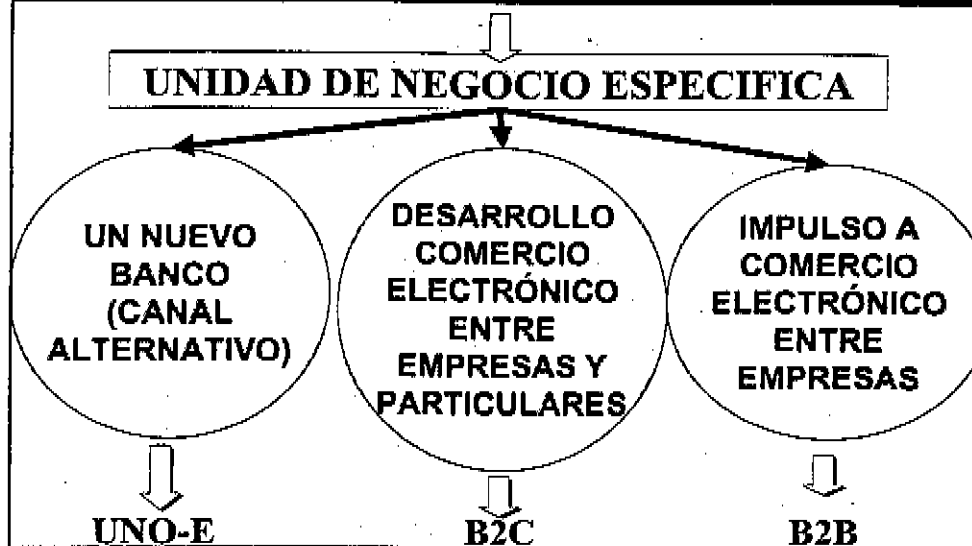 UNIDAD DE NEGOCIO ESPECIFICA
UN NUEVO
BANCO
(CANAL
ALTERNATIVO)
DESARROLLO
COMERCIO
ELECTRÓNICO
ENTRE
EMPRESAS Y
PARTICULARES
IMPULSO A
COMERCIO
ELECTRÓNICO
ENTRE
EMPRESAS
UNO-E
B2C
B2B